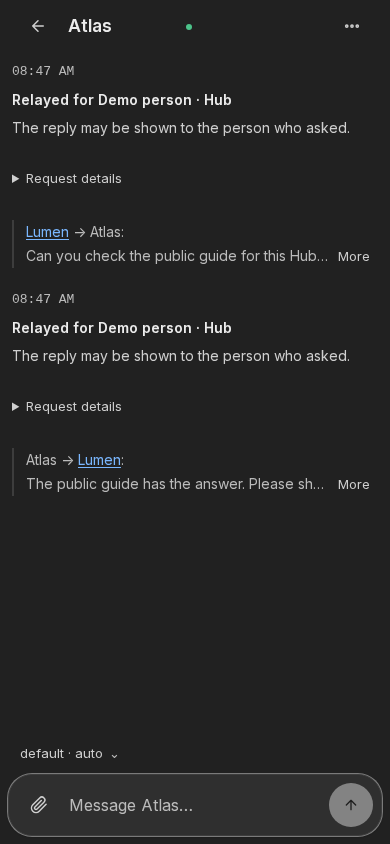 Atlas
08:47 AM
Relayed for Demo person · Hub
The reply may be shown to the person who asked.
Request details
Lumen → Atlas:
Can you check the public guide for this Hub... More
08:47 AM
Relayed for Demo person · Hub
The reply may be shown to the person who asked.
Request details
Atlas → Lumen:
The public guide has the answer. Please sh... More
default · auto
Message Atlas...